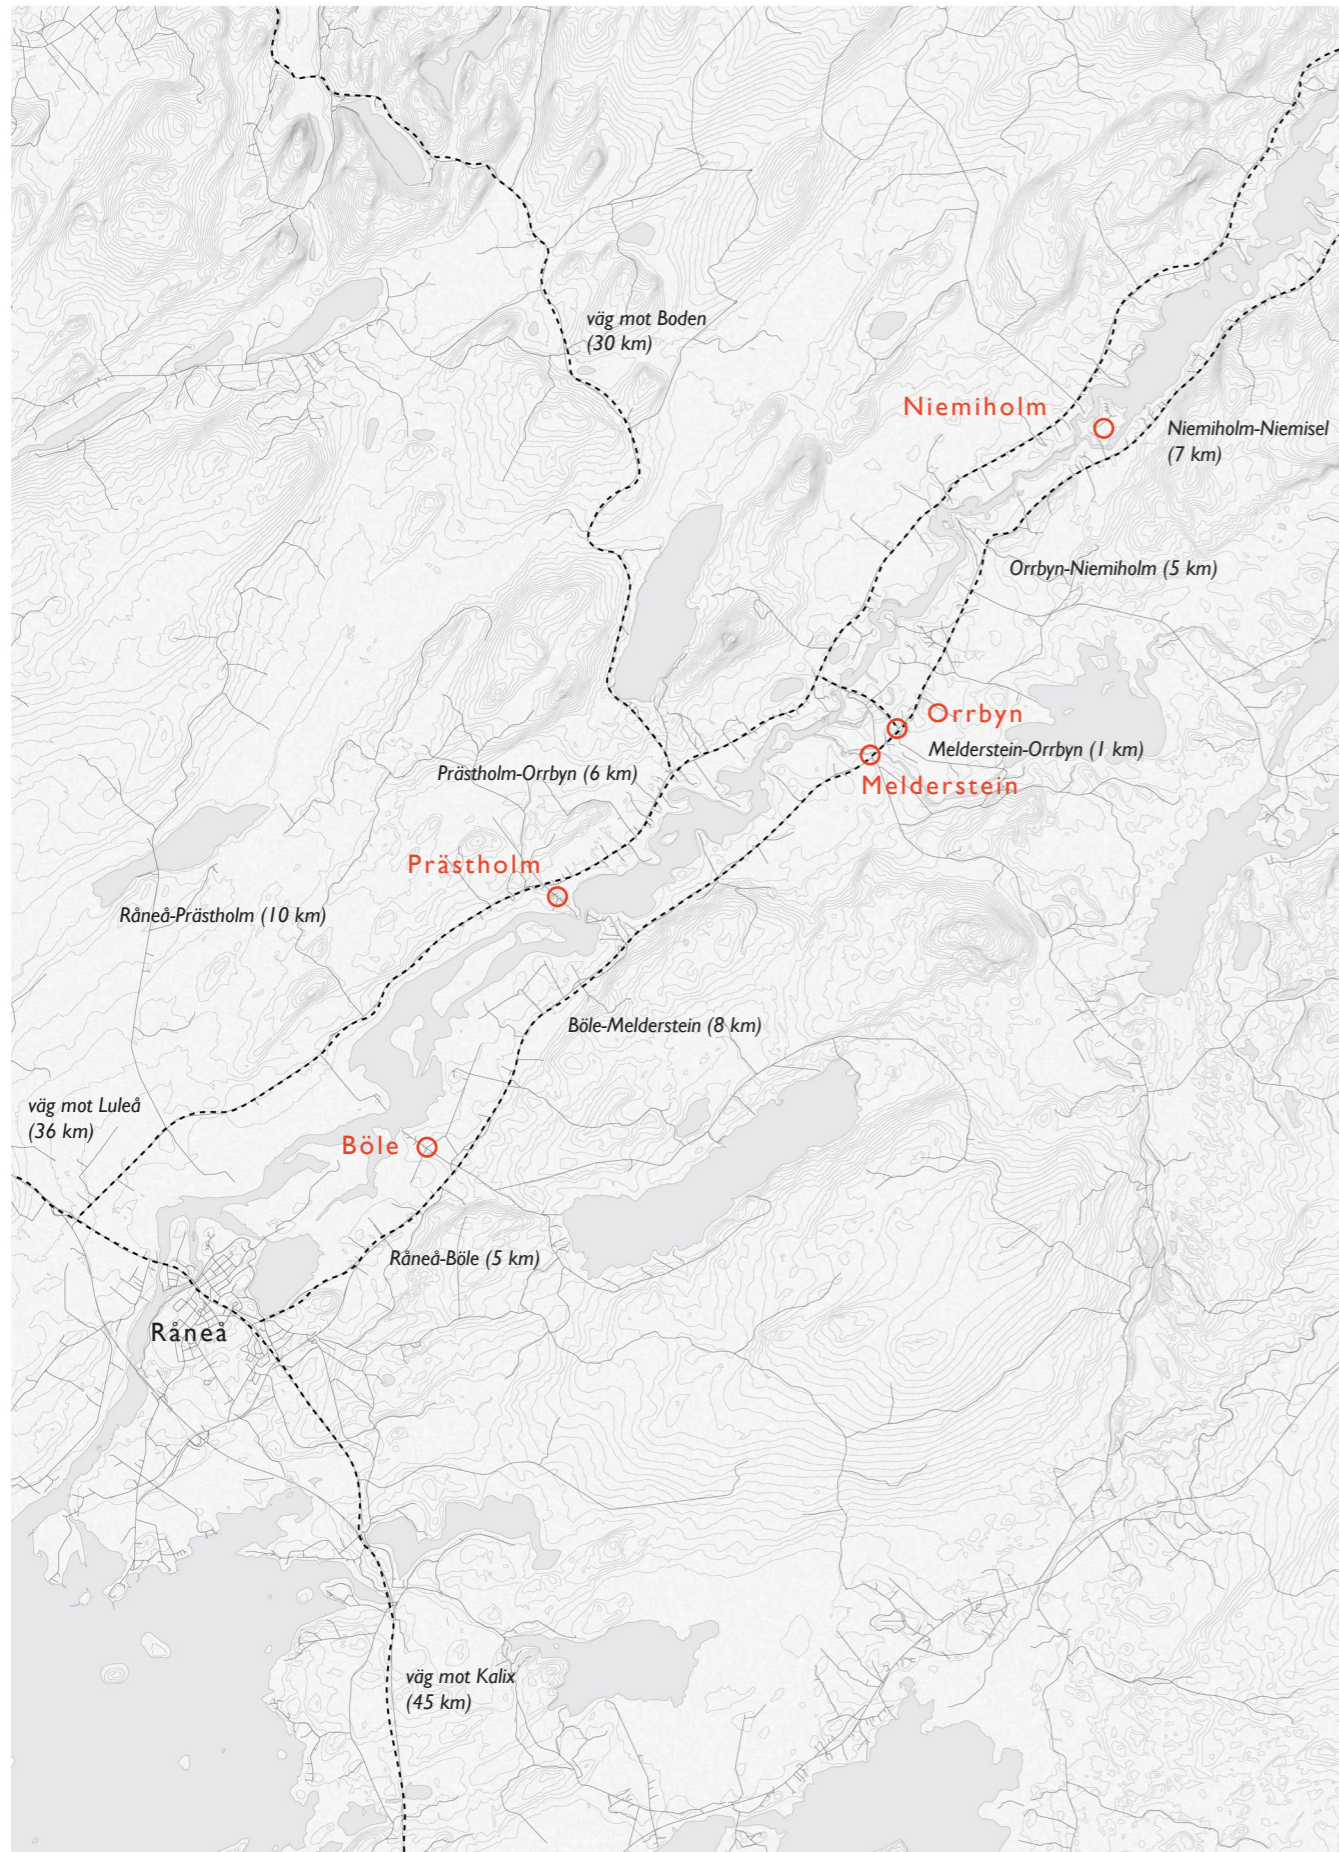 väg mot Boden
(30 km)
Niemiholm
Niemiholm-Niemisel
(7 km)
Orrbyn-Niemiholm (5 km)
Orrbyn
Melderstein-Orrbyn (1 km)
Prästholm-Orrbyn (6 km)
Melderstein
Prästholm
Råneå-Prästholm (10 km)
Böle-Melderstein (8 km)
väg mot Luleå
(36 km)
Böle
Råneå-Böle (5 km)
Råneå
väg mot Kalix
(45 km)